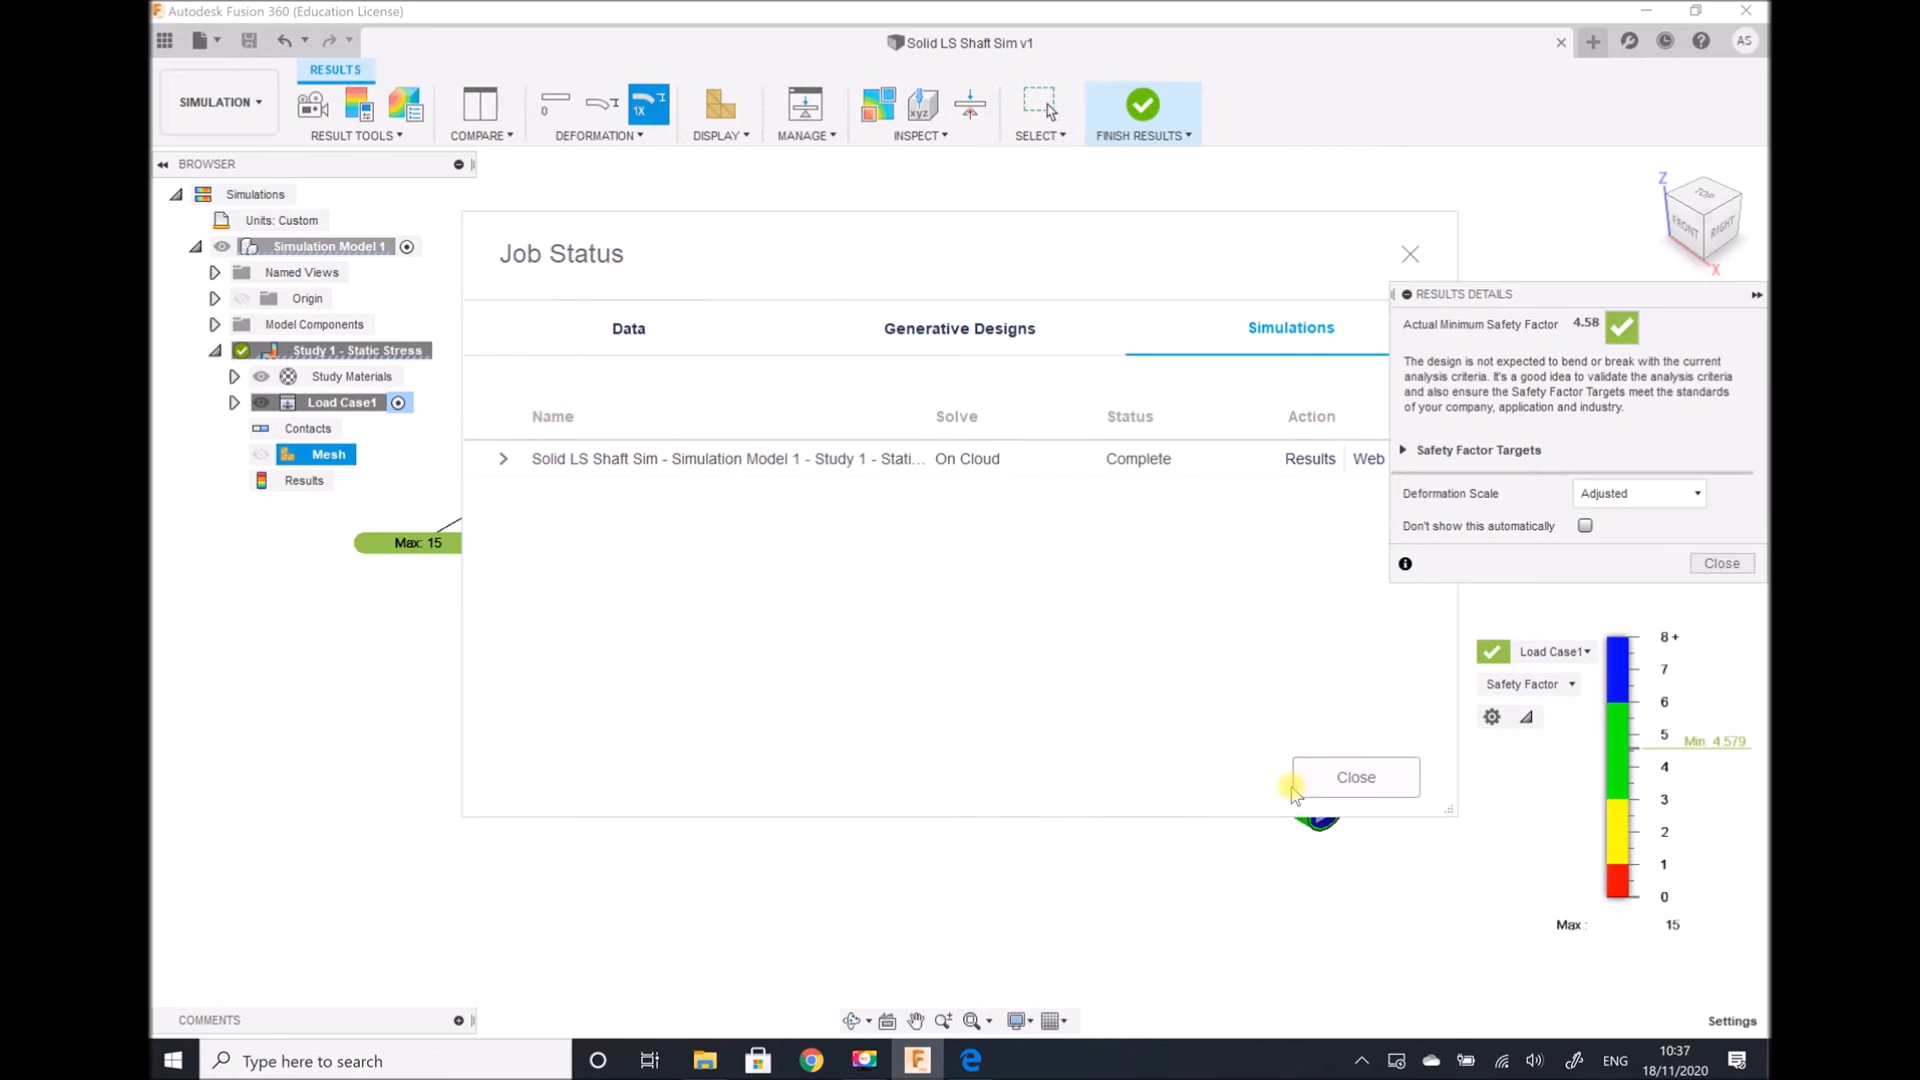 Autodesk Fusion 360 (Education License)
Solid LS Shaft Sim v1
AS
RESULTS
SIMULATION
RESULT TOOLS
COMPARE
DEFORMATION
DISPLAY
MANAGE
INSPECT
SELECT
FINISH RESULTS
0
1X
xyz
BROWSER
Simulations
Units: Custom
Simulation Model 1
Named Views
Origin
Model Components
Study 1 - Static Stress
Study Materials
Load Case1
Contacts
Mesh
Results
Max: 15
Job Status
Data
Generative Designs
Simulations
Name
Solve
Status
Action
Solid LS Shaft Sim - Simulation Model 1 - Study 1 - Stati...
On Cloud
Complete
Results
Web
Close
Z
TOP
FRONT
RIGHT
X
RESULTS DETAILS
Actual Minimum Safety Factor 4.58
The design is not expected to bend or break with the current
analysis criteria. It's a good idea to validate the analysis criteria
and also ensure the Safety Factor Targets meet the standards
of your company, application and industry.
Safety Factor Targets
Deformation Scale Adjusted
Don't show this automatically
Close
Load Case1
Safety Factor
8 +
7
6
5
Min: 4.579
4
3
2
1
0
Max.: 15
COMMENTS
Settings
Type here to search
ENG
10:37
18/11/2020